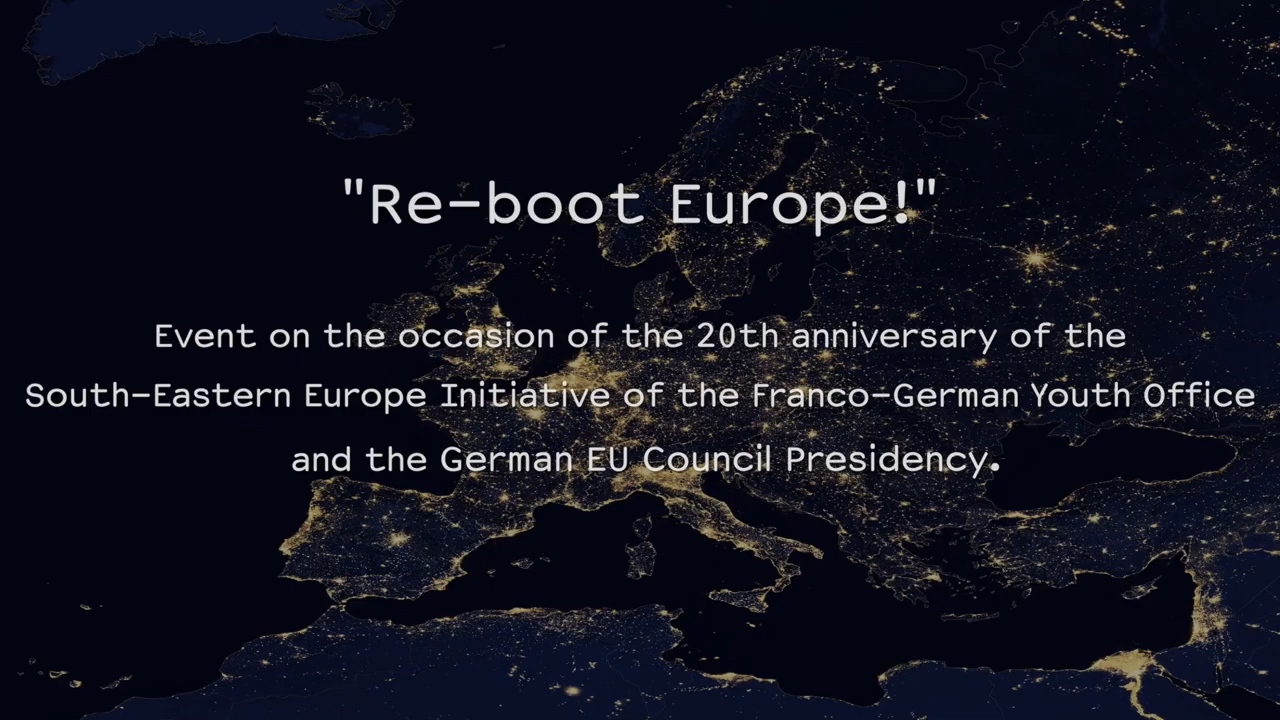 "Re-boot Europe!"
Event on the occasion of the 20th anniversary of the
South-Eastern Europe Initiative of the Franco-German Youth Office
and the German EU Council Presidency.